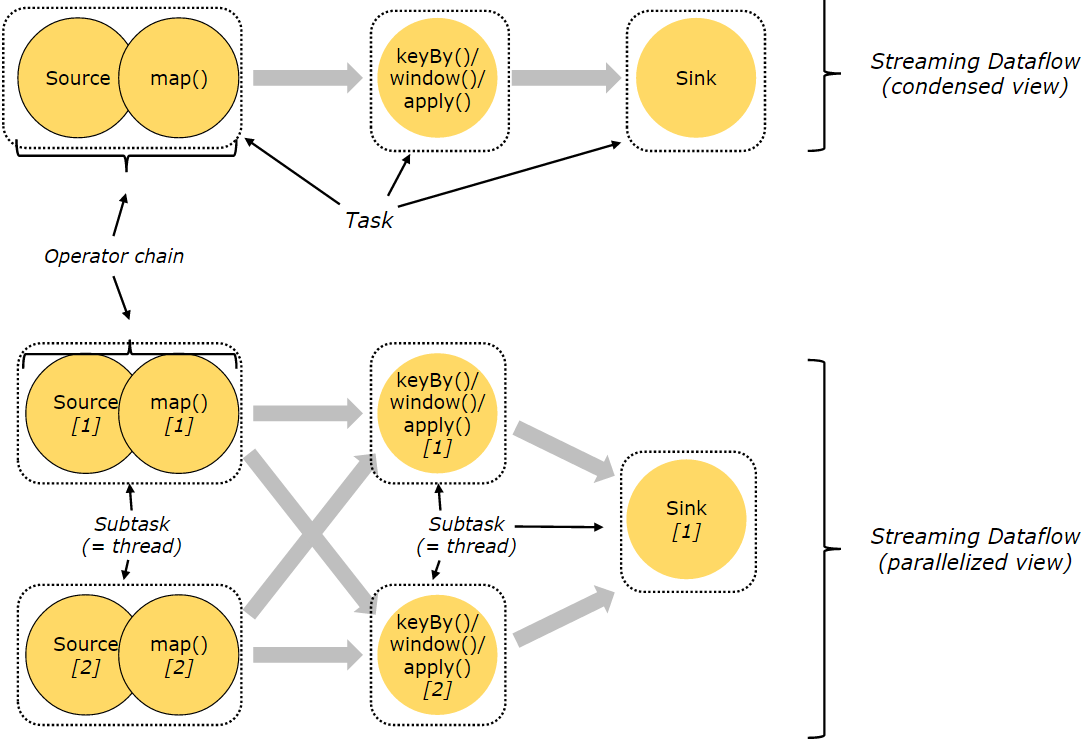 Source
map()
keyBy()/
window()/
apply()
Sink
Streaming Dataflow
(condensed view)
Task
Operator chain
Source
[1]
map()
[1]
keyBy()/
window()/
apply()
[1]
Subtask
(= thread)
Subtask
(= thread)
Sink
[1]
Streaming Dataflow
(parallelized view)
Source
[2]
map()
[2]
keyBy()/
window()/
apply()
[2]